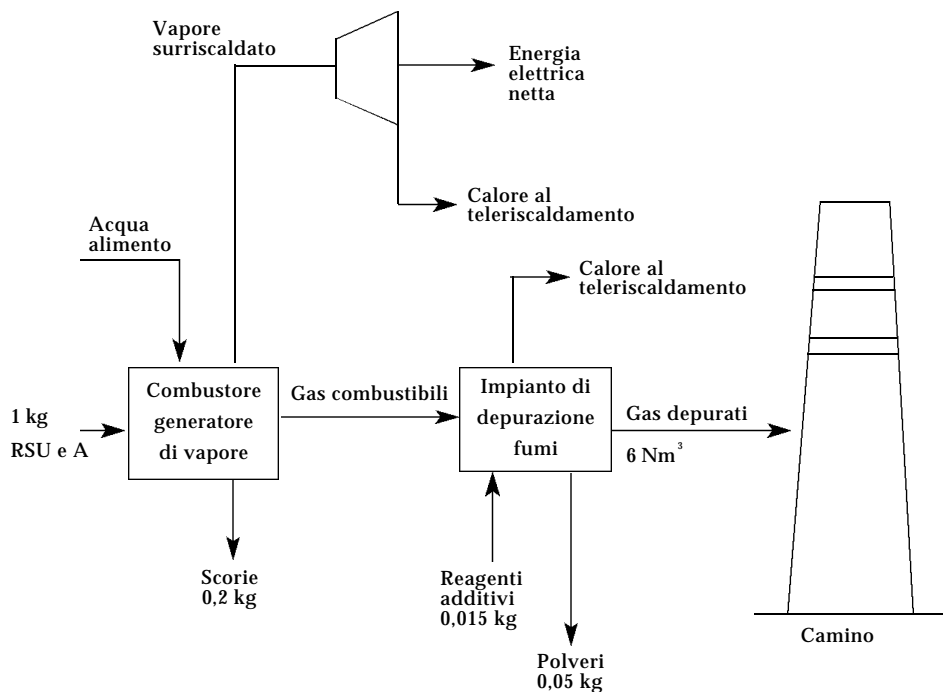 Vapore
surriscaldato
Energia
elettrica
netta
Calore al
teleriscaldamento
Acqua
alimento
Calore al
teleriscaldamento
Combustore
generatore
di vapore
Gas combustibili
Impianto di
depurazione
fumi
Gas depurati
6 Nm³
1 kg
RSU e A
Scorie
0,2 kg
Reagenti
additivi
0,015 kg
Polveri
0,05 kg
Camino